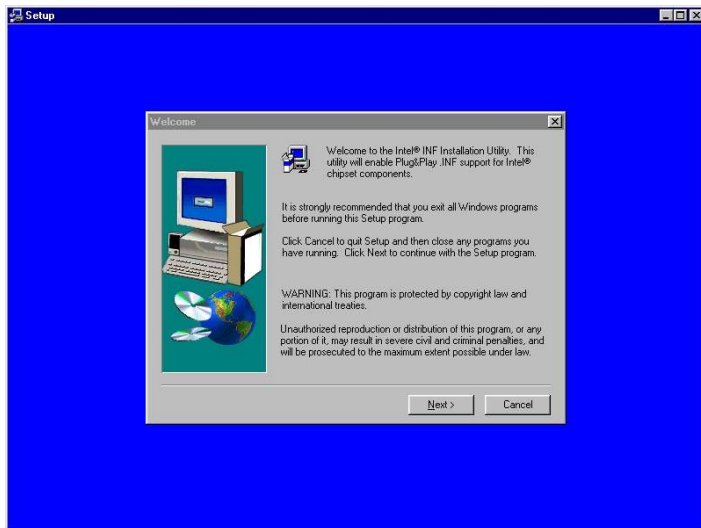 Setup
Welcome
Welcome to the Intel® INF Installation Utility. This
utility will enable Plug&Play .INF support for Intel®
chipset components.
It is strongly recommended that you exit all Windows programs
before running this Setup program.
Click Cancel to quit Setup and then close any programs you
have running. Click Next to continue with the Setup program.
WARNING: This program is protected by copyright law and
international treaties.
Unauthorized reproduction or distribution of this program, or any
portion of it, may result in severe civil and criminal penalties, and
will be prosecuted to the maximum extent possible under law.
Next >
Cancel